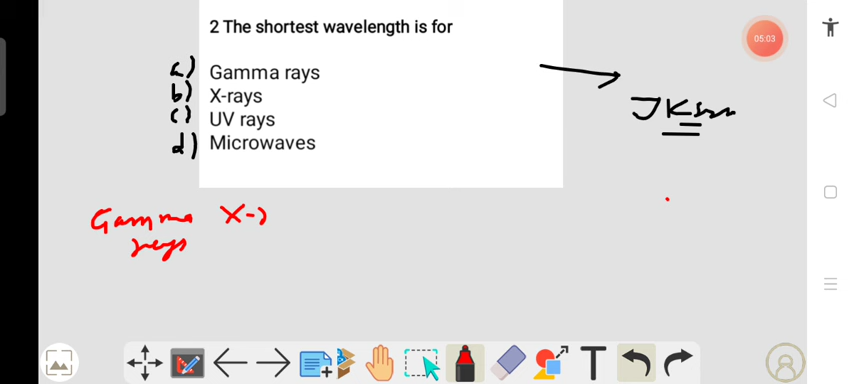 2 The shortest wavelength is for
a) Gamma rays
b) X-rays
c) UV rays
d) Microwaves
Gamma X-
rays
05:03
T